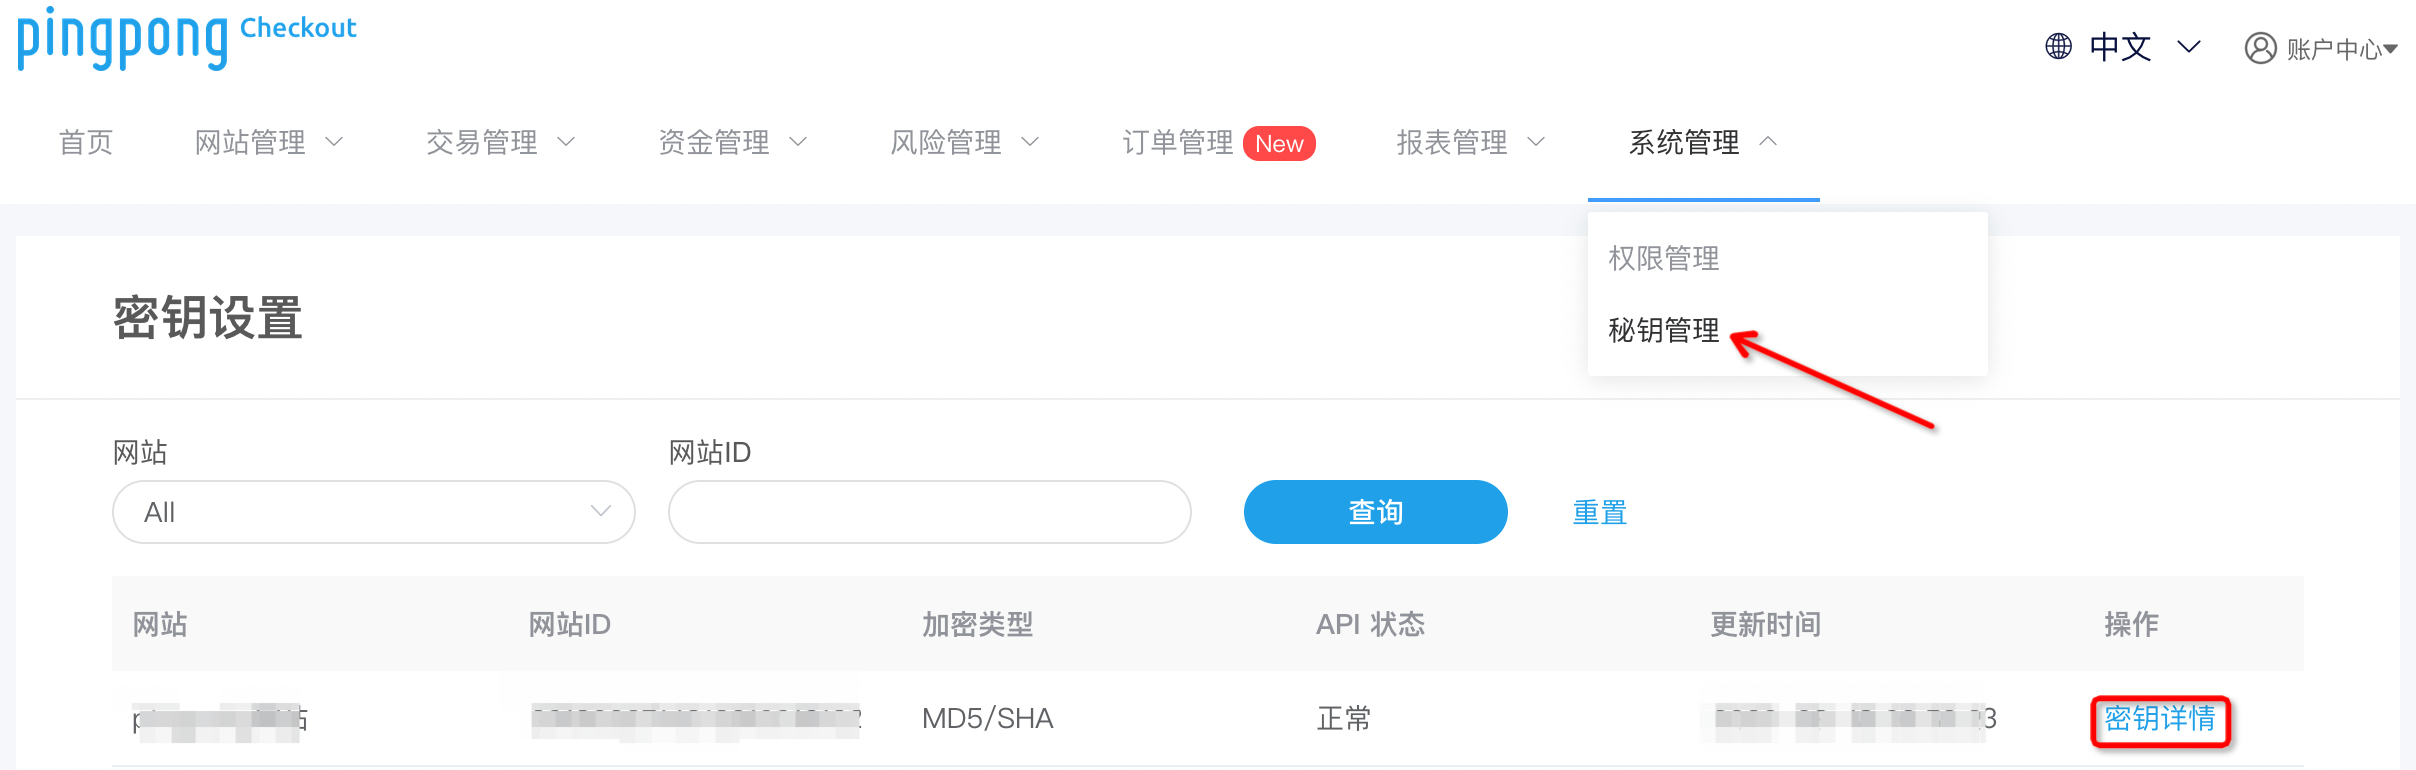 pingpong Checkout
中文
账户中心
首页 网站管理 交易管理 资金管理 风险管理 订单管理 New 报表管理 系统管理
权限管理
秘钥管理
密钥设置
网站 网站ID
All 查询 重置
网站 网站ID 加密类型 API 状态 更新时间 操作
MD5/SHA 正常 密钥详情